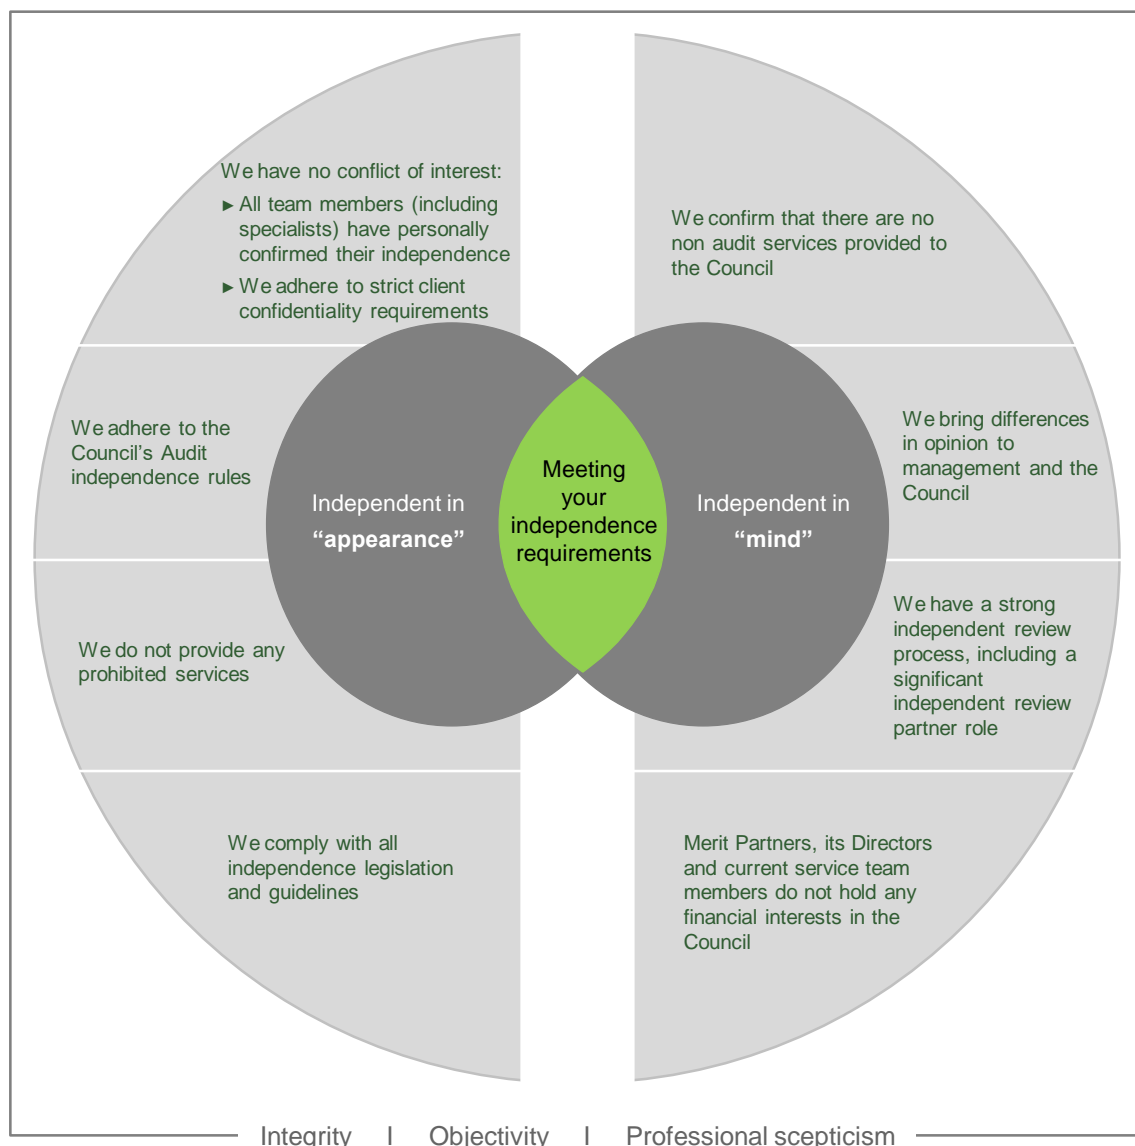 We have no conflict of interest:
► All team members (including
specialists) have personally
confirmed their independence
► We adhere to strict client
confidentiality requirements
We adhere to the
Council's Audit
independence rules
We do not provide any
prohibited services
We comply with all
independence legislation
and guidelines
Independent in
“appearance”
Meeting
your
independence
requirements
Independent in
“mind”
We confirm that there are no
non audit services provided to
the Council
We bring differences
in opinion to
management and the
Council
We have a strong
independent review
process, including a
significant
independent review
partner role
Merit Partners, its Directors
and current service team
members do not hold any
financial interests in the
Council
Integrity I Objectivity I Professional scepticism